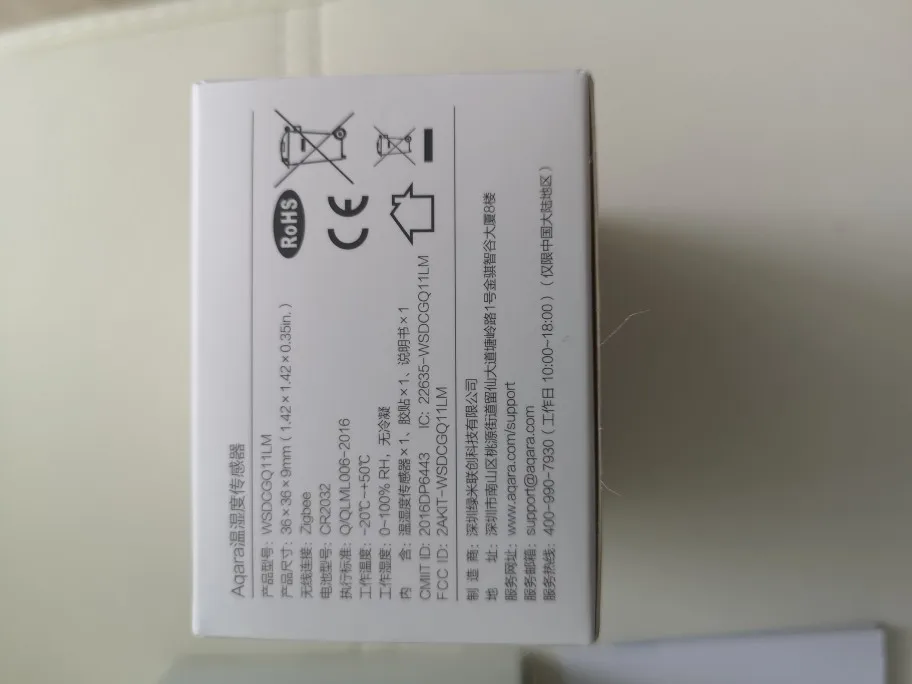 Aqara温湿度传感器
产品型号: WSDCGQ11LM
产品尺寸: 36×36×9mm (1.42×1.42×0.35in.)
无线连接: Zigbee
电池型号: CR2032
执行标准: Q/QLML006-2016
工作温度: -20℃~+50℃
工作湿度: 0~100% RH, 无冷凝
内 含: 温湿度传感器×1、胶贴×1、说明书×1
CMIIT ID: 2016DP6443 IC: 22635-WSDCGQ11LM
FCC ID: 2AKIT-WSDCGQ11LM
RoHS
CE
制 造 商: 深圳绿米联创科技有限公司
地 址: 深圳市南山区桃源街道留仙大道塘岭路1号金骐智谷大厦8楼
服务网址: www.aqara.com/support
服务邮箱: support@aqara.com
服务热线: 400-990-7930 (工作日 10:00~18:00) (仅限中国大陆地区)